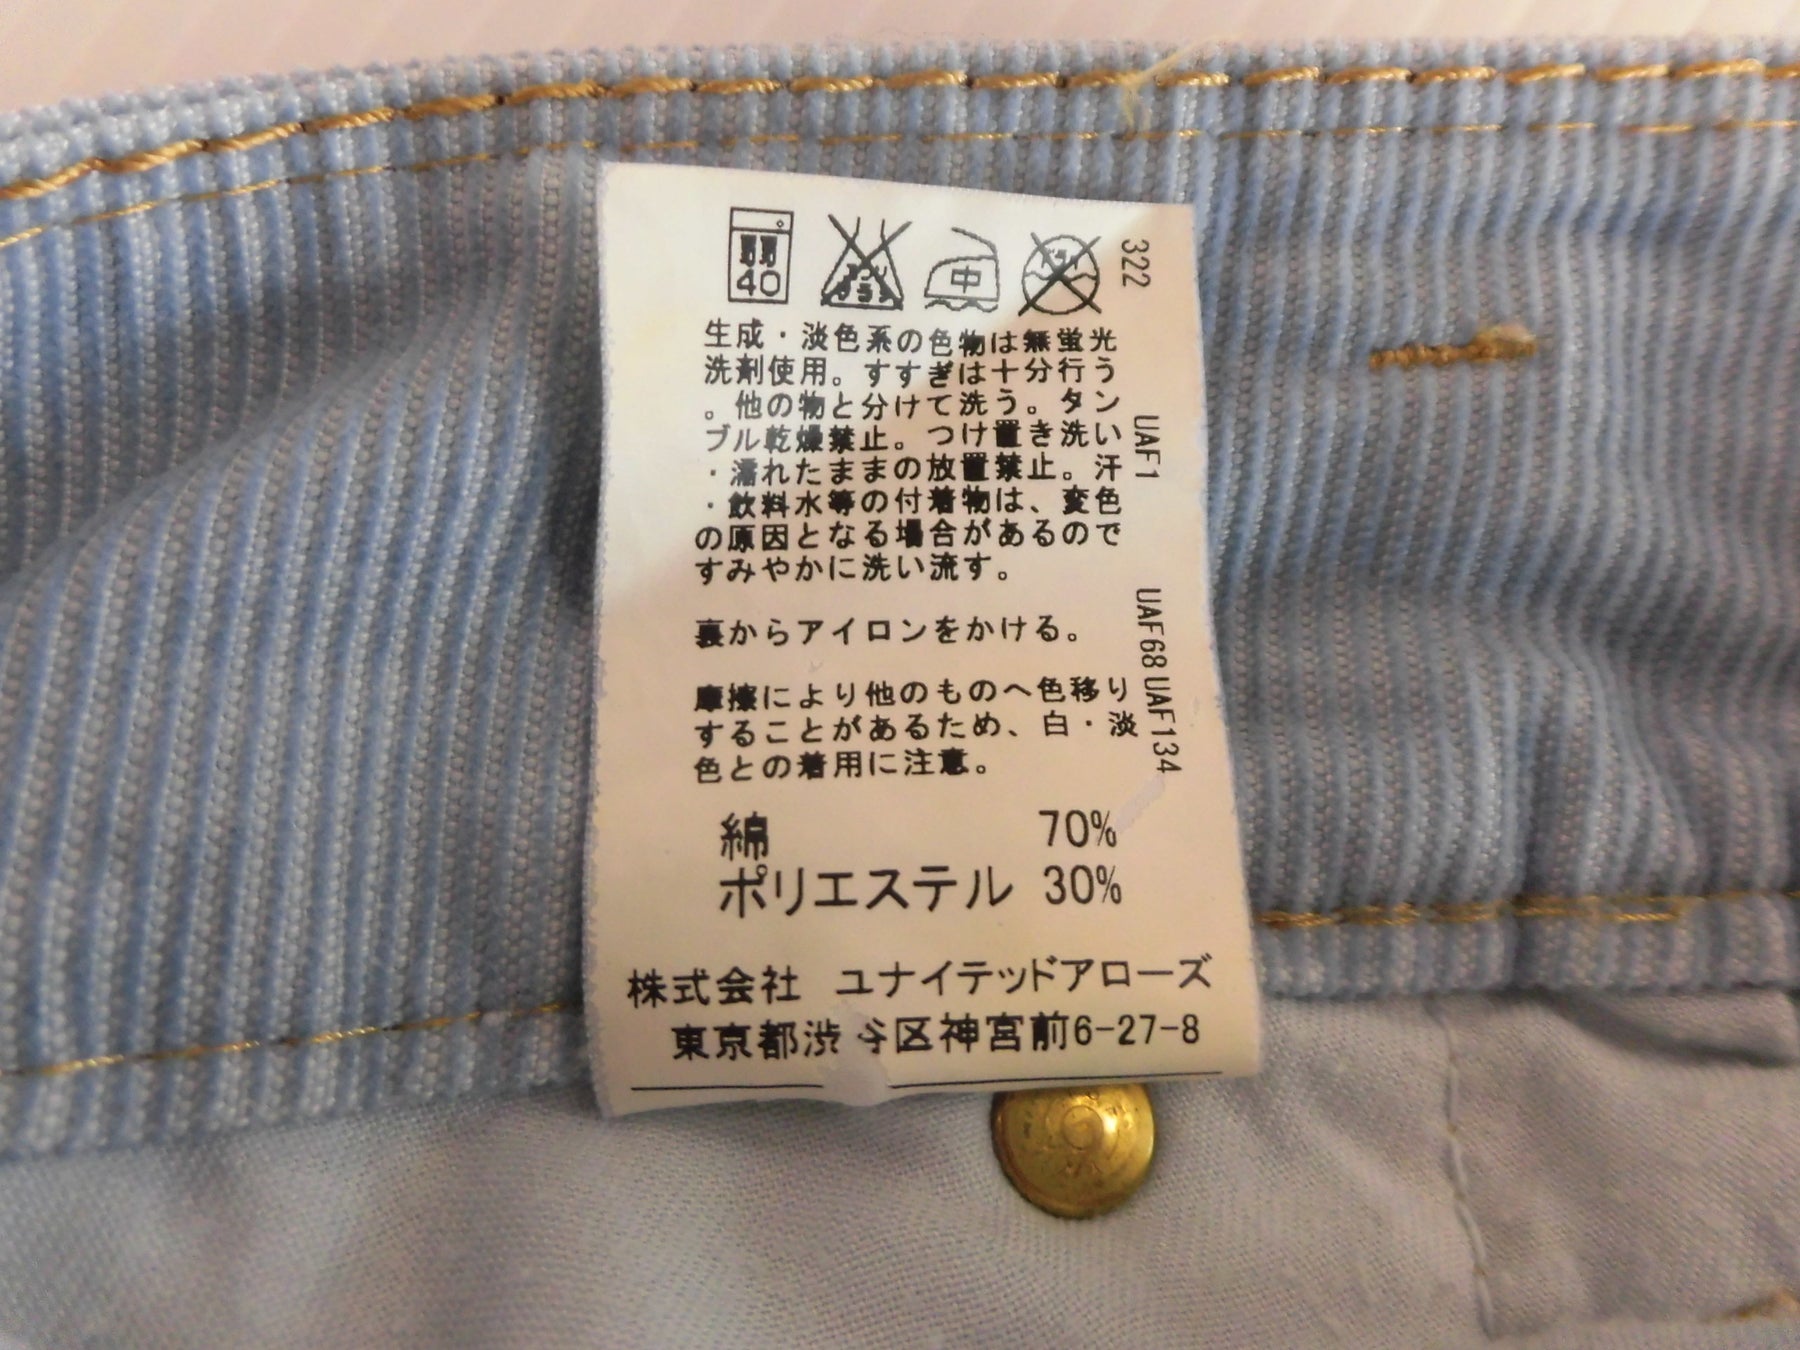 弱
40
エンソ
サラシ
中
ドライ
322
生成・淡色系の色物は無蛍光
洗剤使用。すすぎは十分行う
。他の物と分けて洗う。タン
ブル乾燥禁止。つけ置き洗い
・濡れたままの放置禁止。汗
・飲料水等の付着物は、変色
の原因となる場合があるので
すみやかに洗い流す。
UAF1
裏からアイロンをかける。
UAF68 UAF134
摩擦により他のものへ色移り
することがあるため、白・淡
色との着用に注意。
綿 70%
ポリエステル 30%
株式会社 ユナイテッドアローズ
東京都渋谷区神宮前6-27-8